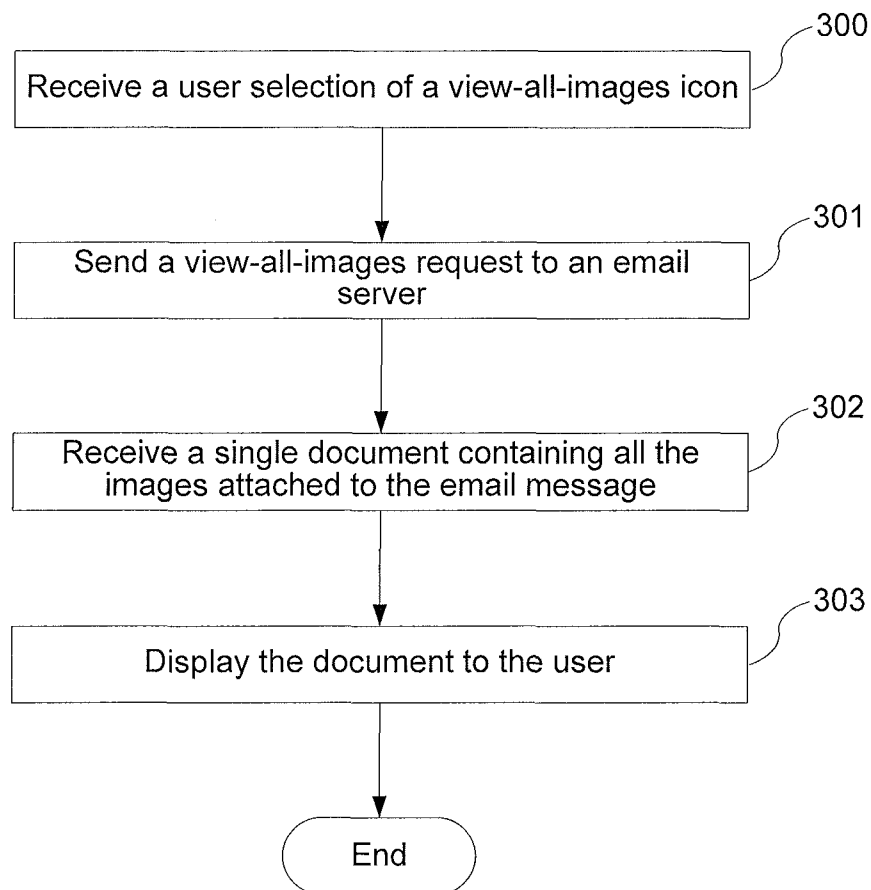 300
Receive a user selection of a view-all-images icon
301
Send a view-all-images request to an email
server
302
Receive a single document containing all the
images attached to the email message
303
Display the document to the user
End